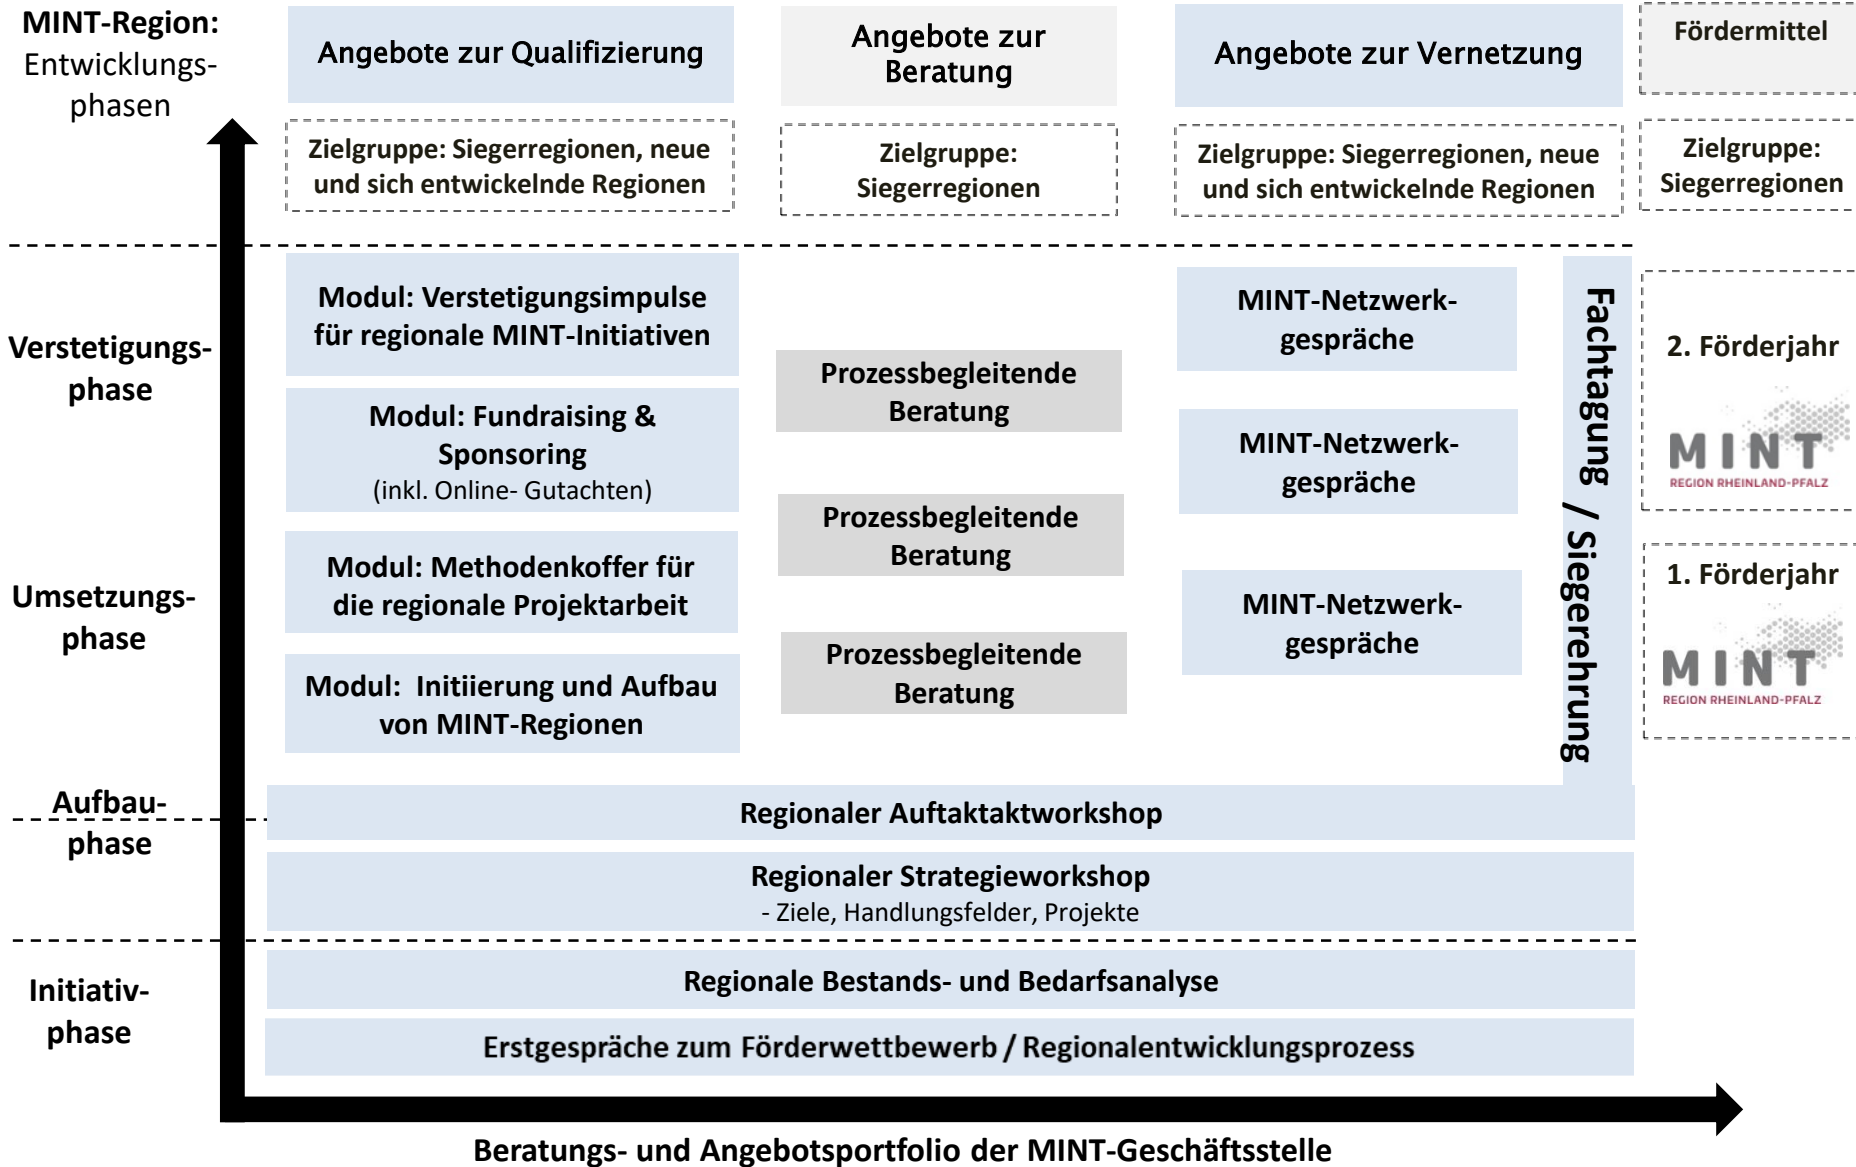 MINT-Region:
Entwicklungs-
phasen
Angebote zur Qualifizierung
Angebote zur
Beratung
Angebote zur Vernetzung
Fördermittel
Zielgruppe: Siegerregionen, neue
und sich entwickelnde Regionen
Zielgruppe:
Siegerregionen
Zielgruppe: Siegerregionen, neue
und sich entwickelnde Regionen
Zielgruppe:
Siegerregionen
Verstetigungs-
phase
Modul: Verstetigungsimpulse
für regionale MINT-Initiativen
Modul: Fundraising &
Sponsoring
(inkl. Online- Gutachten)
Prozessbegleitende
Beratung
MINT-Netzwerk-
gespräche
MINT-Netzwerk-
gespräche
Fachtagung / Siegerehrung
2. Förderjahr
MINT
REGION RHEINLAND-PFALZ
Umsetzungs-
phase
Modul: Methodenkoffer für
die regionale Projektarbeit
Modul: Initiierung und Aufbau
von MINT-Regionen
Prozessbegleitende
Beratung
Prozessbegleitende
Beratung
MINT-Netzwerk-
gespräche
1. Förderjahr
MINT
REGION RHEINLAND-PFALZ
Aufbau-
phase
Regionaler Auftaktaktworkshop
Regionaler Strategieworkshop
- Ziele, Handlungsfelder, Projekte
Initiativ-
phase
Regionale Bestands- und Bedarfsanalyse
Erstgespräche zum Förderwettbewerb / Regionalentwicklungsprozess
Beratungs- und Angebotsportfolio der MINT-Geschäftsstelle